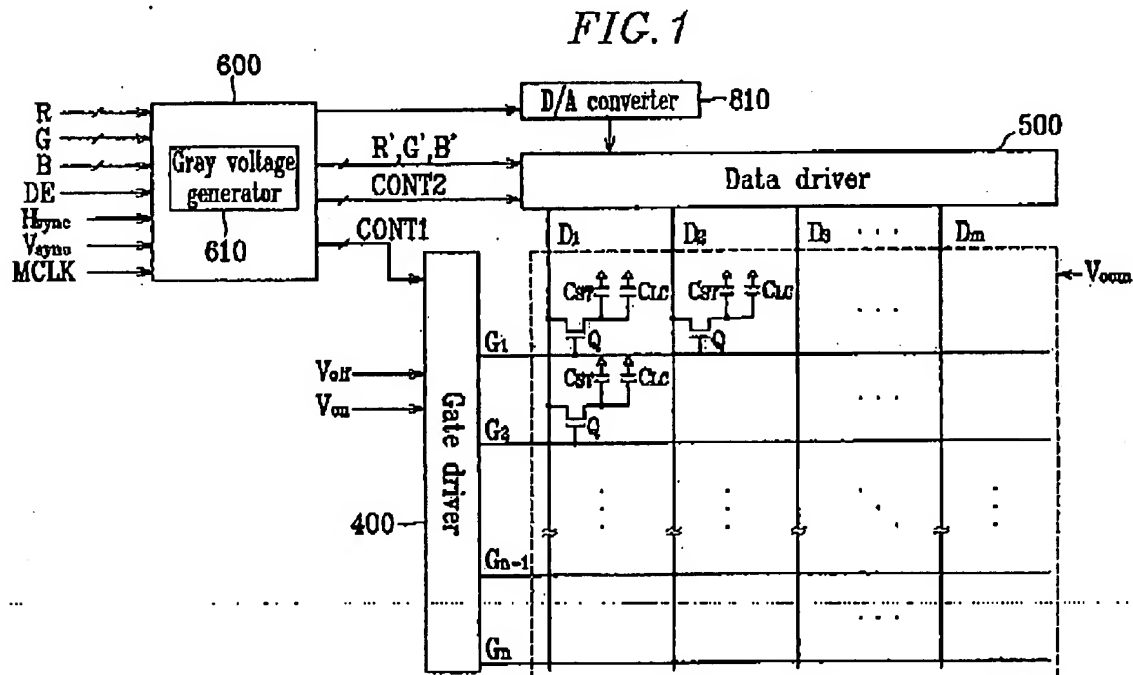 FIG. 1
600
D/A converter
810
R
G
B
DE
Hsync
Vsync
MCLK
Gray voltage
generator
610
R',G',B'
CONT2
CONT1
500
Data driver
D1 D2 D3 Dm
Vcom
CST CLC CST CLC
G1 Q Q
Voff
Von
CST CLC
G2 Q
Gate driver
400
Gn-1
Gn